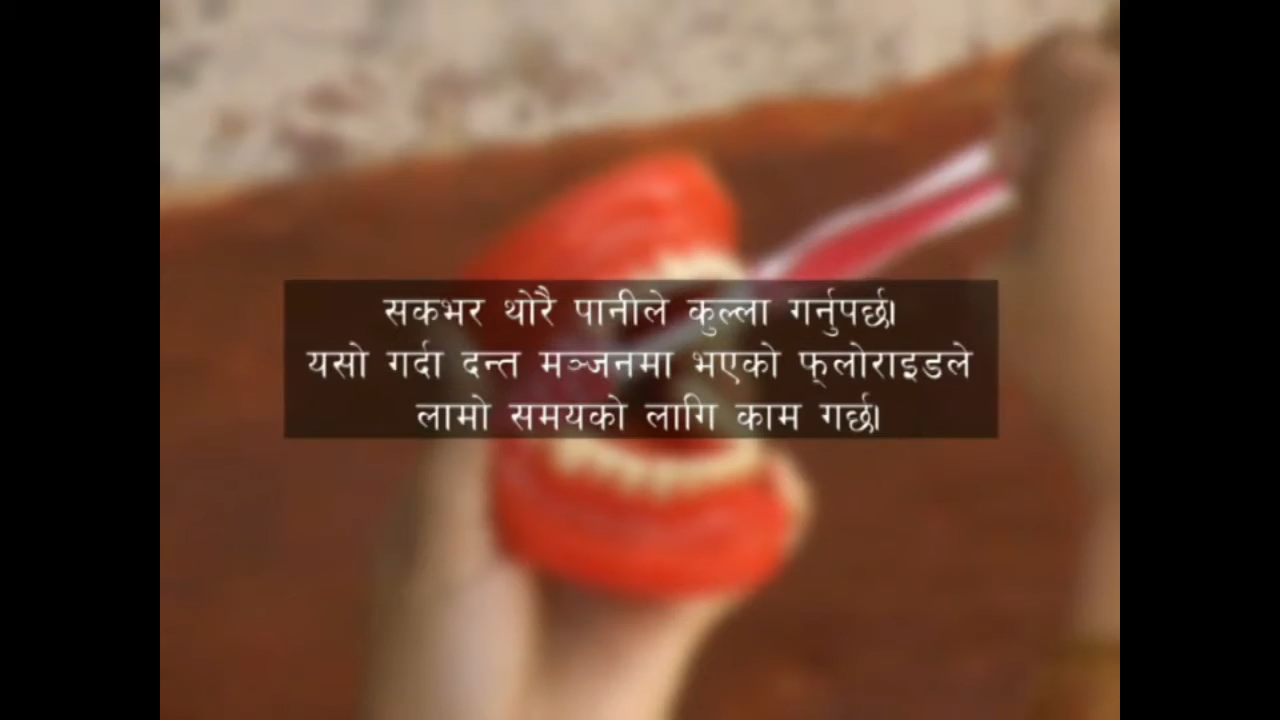 सकभर थोरै पानीले कुल्ला गर्नुपर्छ।
यसो गर्दा दन्त मञ्जनमा भएको फ्‌लोराइडले
लामो समयको लागि काम गर्छ।